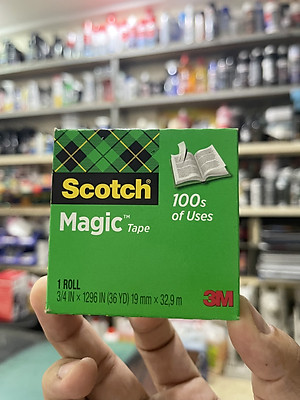 Scotch®
Magic™ Tape
100s
of Uses
1 ROLL
3/4 IN × 1296 IN (36 YD) 19 mm × 32,9 m
3M